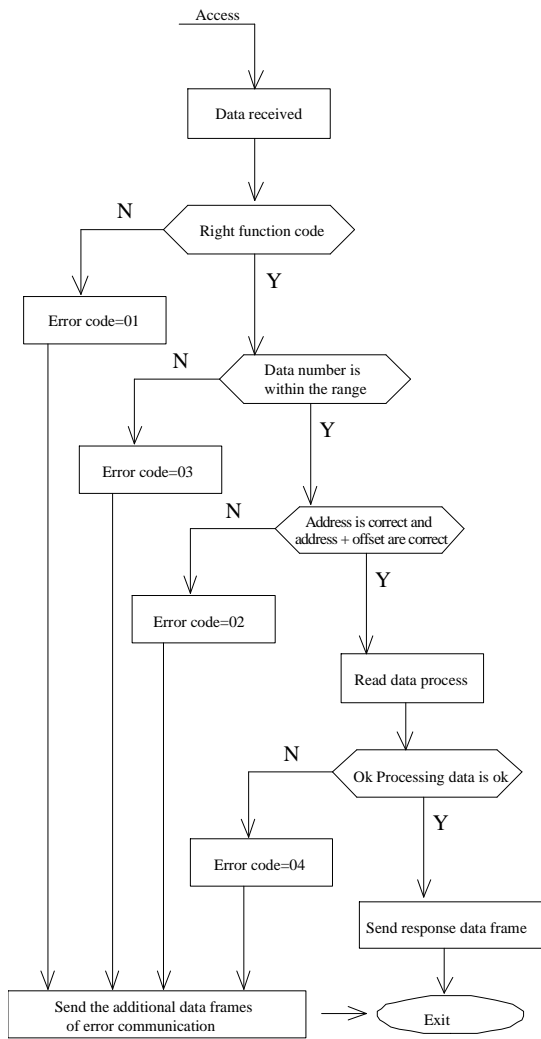 Access
Data received
N
Right function code
Y
Error code=01
N
Data number is
within the range
Y
Error code=03
N
Address is correct and
address + offset are correct
Y
Error code=02
Read data process
N
Ok Processing data is ok
Y
Error code=04
Send response data frame
Send the additional data frames
of error communication
Exit